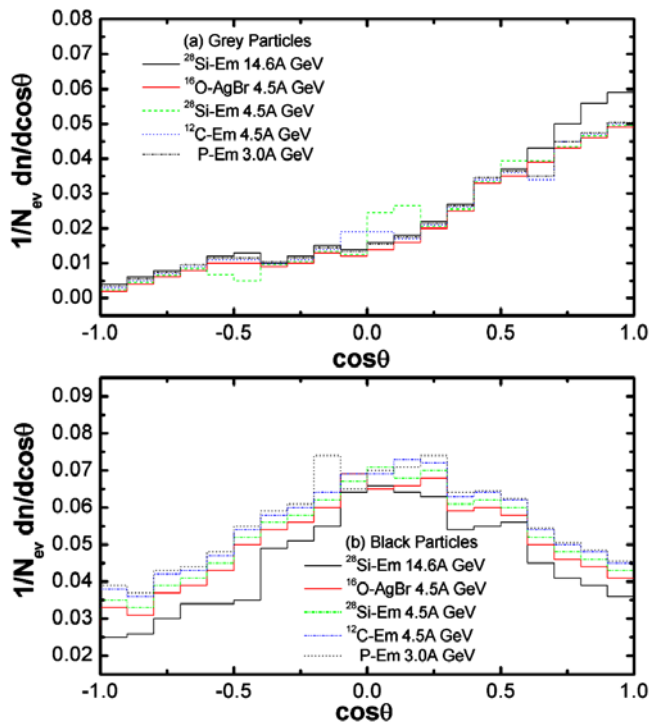 0.08
0.07
0.06
0.05
0.04
0.03
0.02
0.01
0.00
1/N_ev dn/dcosθ
(a) Grey Particles
²⁸Si-Em 14.6A GeV
¹⁶O-AgBr 4.5A GeV
²⁸Si-Em 4.5A GeV
¹²C-Em 4.5A GeV
P-Em 3.0A GeV
-1.0 -0.5 0.0 0.5 1.0
cosθ
0.09
0.08
0.07
0.06
0.05
0.04
0.03
0.02
1/N_ev dn/dcosθ
(b) Black Particles
²⁸Si-Em 14.6A GeV
¹⁶O-AgBr 4.5A GeV
²⁸Si-Em 4.5A GeV
¹²C-Em 4.5A GeV
P-Em 3.0A GeV
-1.0 -0.5 0.0 0.5 1.0
cosθ